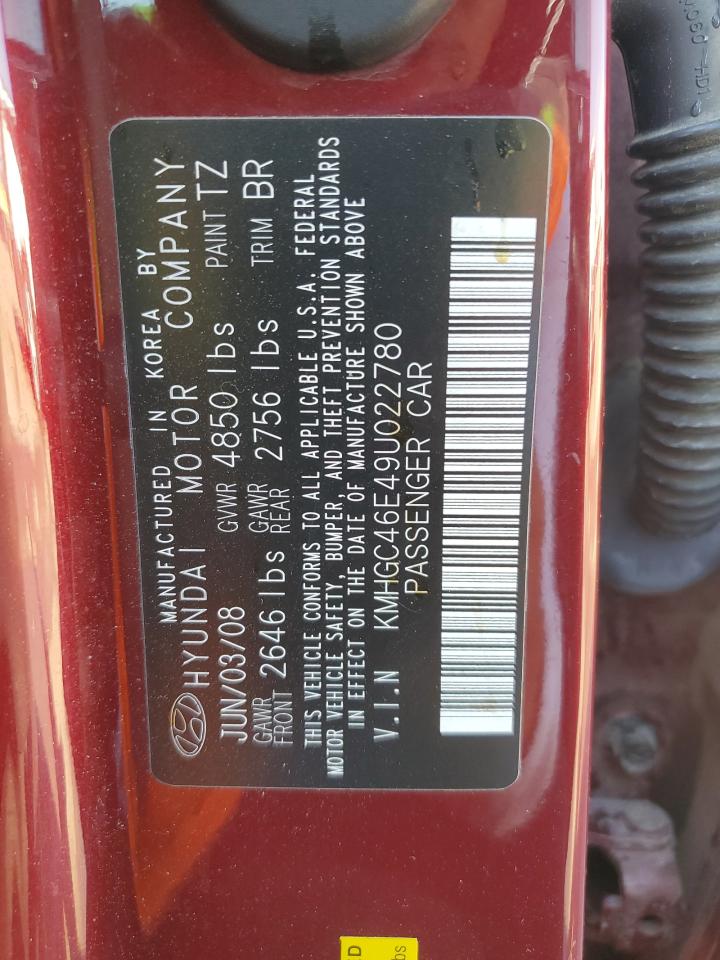 MANUFACTURED IN KOREA BY
HYUNDAI MOTOR COMPANY
JUN/03/08 GVWR 4850 lbs PAINT TZ
GAWR FRONT 2646 lbs GAWR REAR 2756 lbs TRIM BR
THIS VEHICLE CONFORMS TO ALL APPLICABLE U.S.A. FEDERAL
MOTOR VEHICLE SAFETY, BUMPER, AND THEFT PREVENTION STANDARDS
IN EFFECT ON THE DATE OF MANUFACTURE SHOWN ABOVE
V.I.N KMHGC46E49U022780
PASSENGER CAR